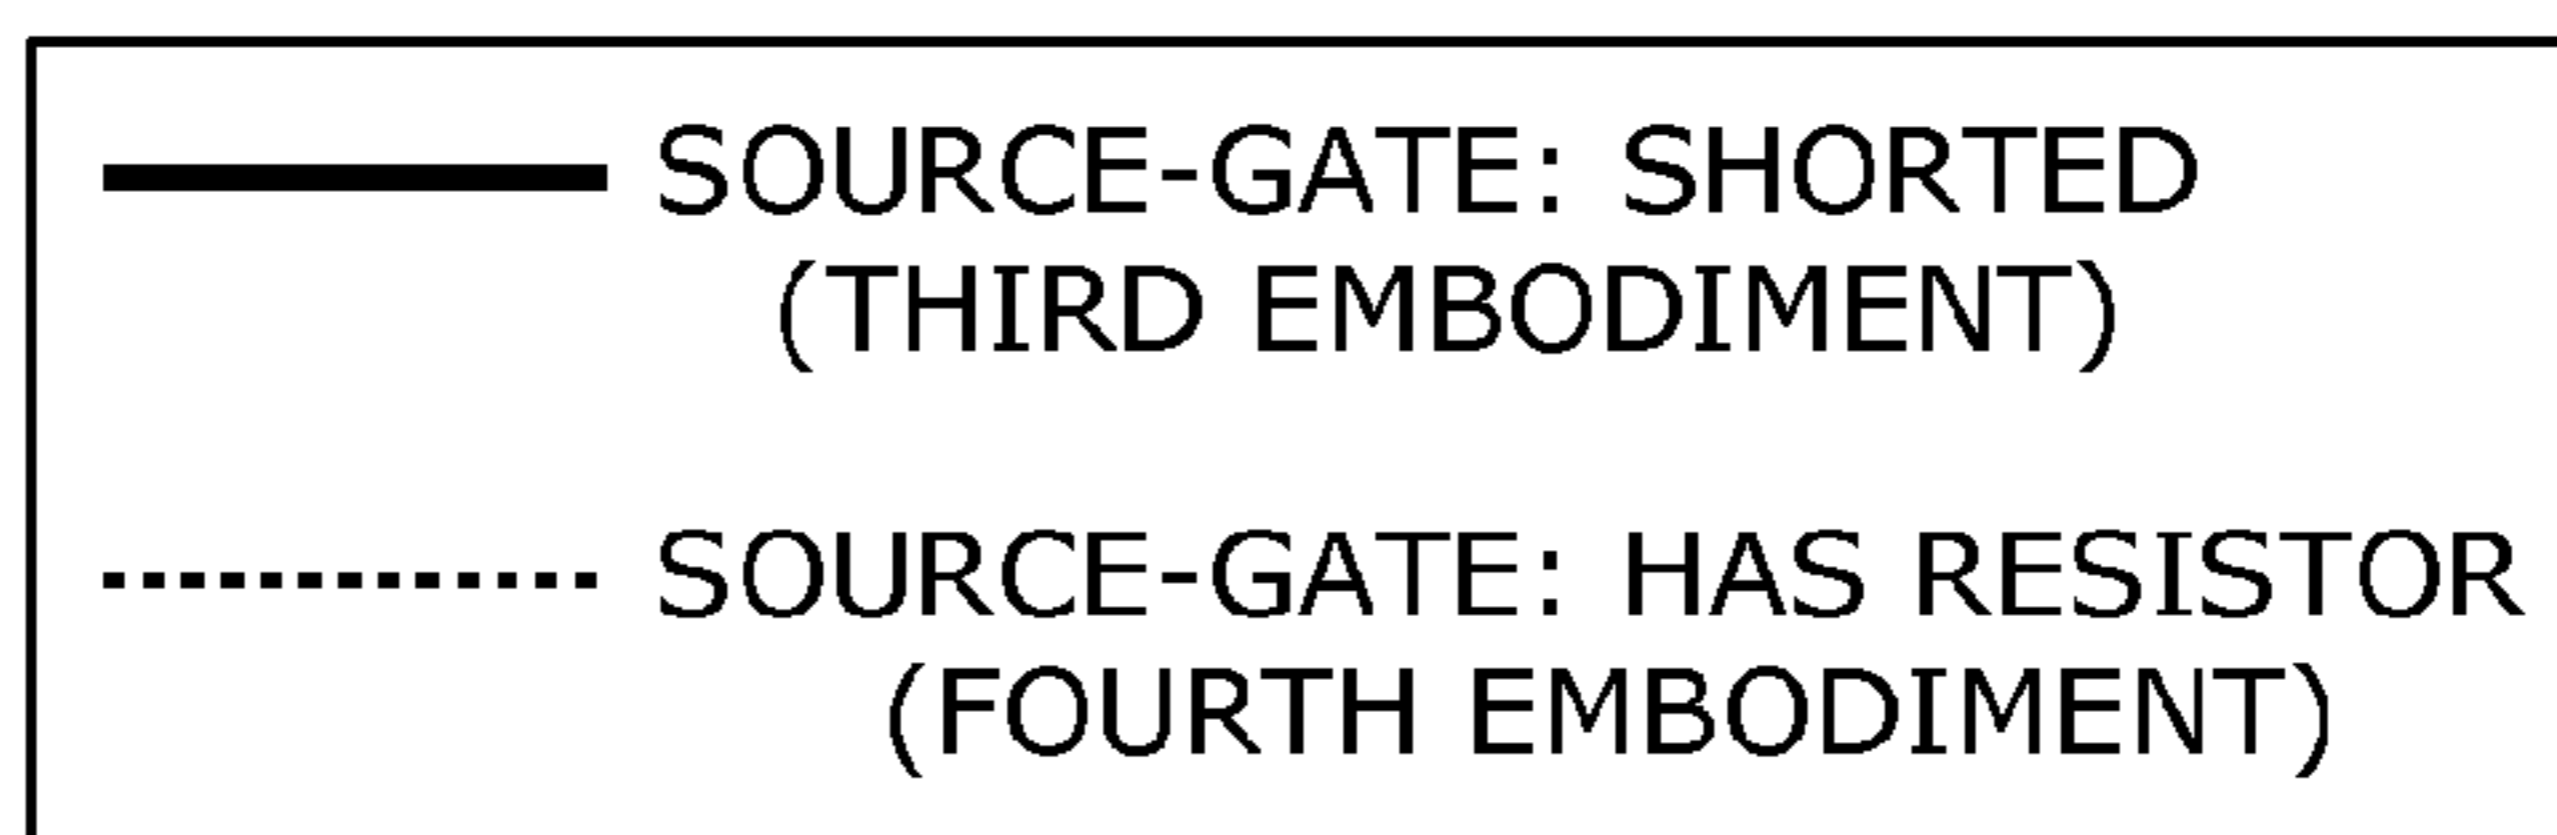 SOURCE-GATE: SHORTED
(THIRD EMBODIMENT)
SOURCE-GATE: HAS RESISTOR
(FOURTH EMBODIMENT)